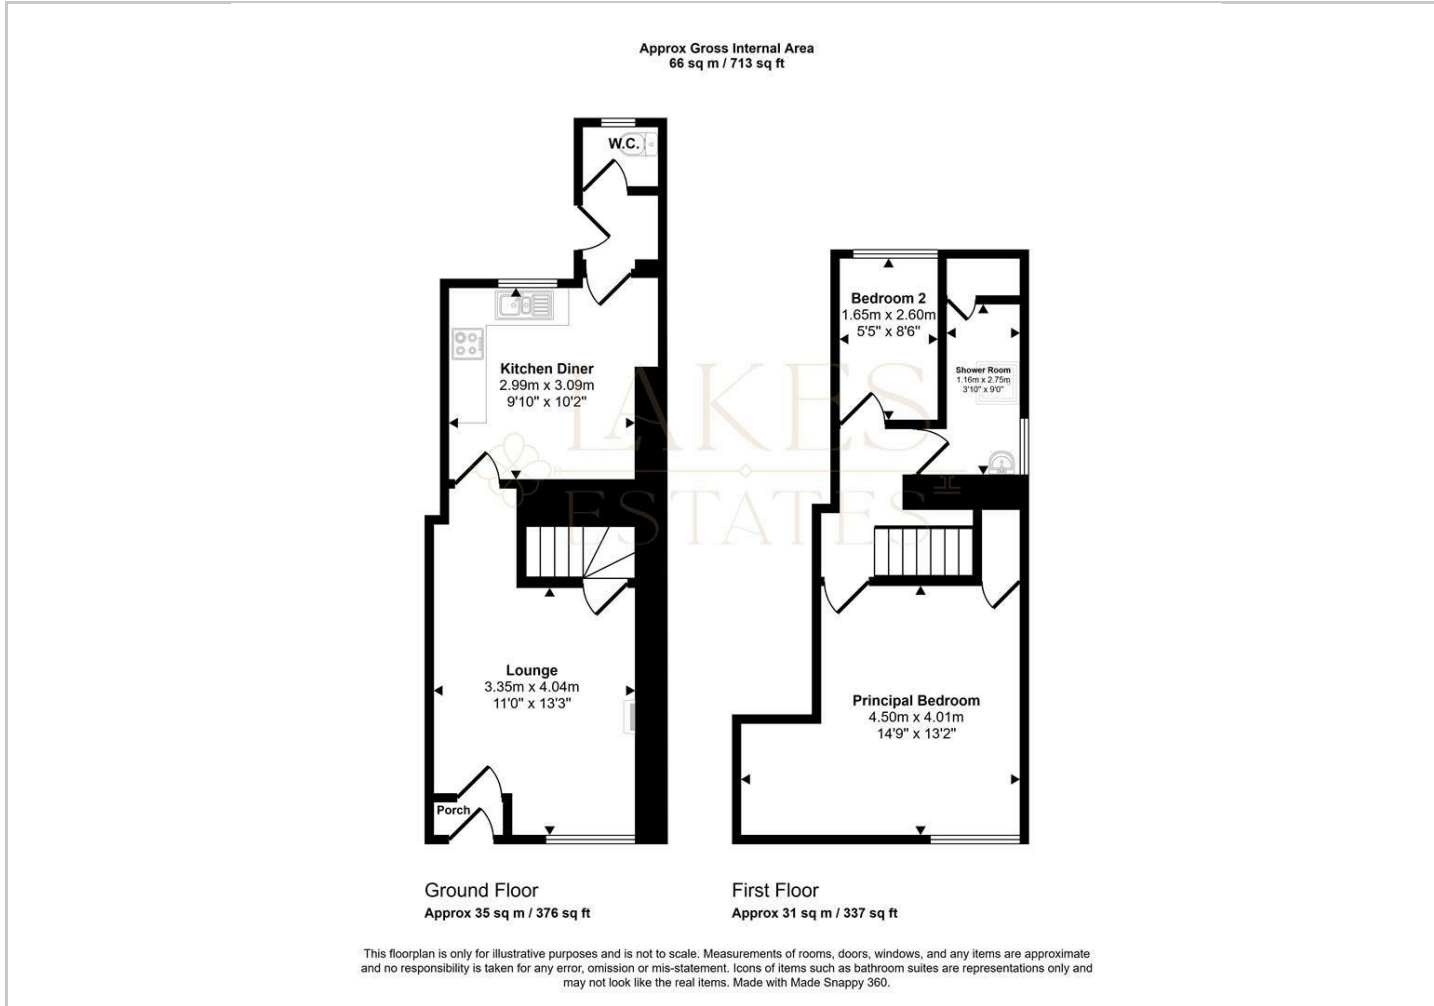 Approx Gross Internal Area
66 sq m / 713 sq ft
W.C.
Kitchen Diner
2.99m x 3.09m
9'10" x 10'2"
Lounge
3.35m x 4.04m
11'0" x 13'3"
Porch
Bedroom 2
1.65m x 2.60m
5'5" x 8'6"
Shower Room
1.16m x 2.75m
3'10" x 9'0"
Principal Bedroom
4.50m x 4.01m
14'9" x 13'2"
LAKES
ESTATES
Ground Floor
Approx 35 sq m / 376 sq ft
First Floor
Approx 31 sq m / 337 sq ft
This floorplan is only for illustrative purposes and is not to scale. Measurements of rooms, doors, windows, and any items are approximate
and no responsibility is taken for any error, omission or mis-statement. Icons of items such as bathroom suites are representations only and
may not look like the real items. Made with Made Snappy 360.